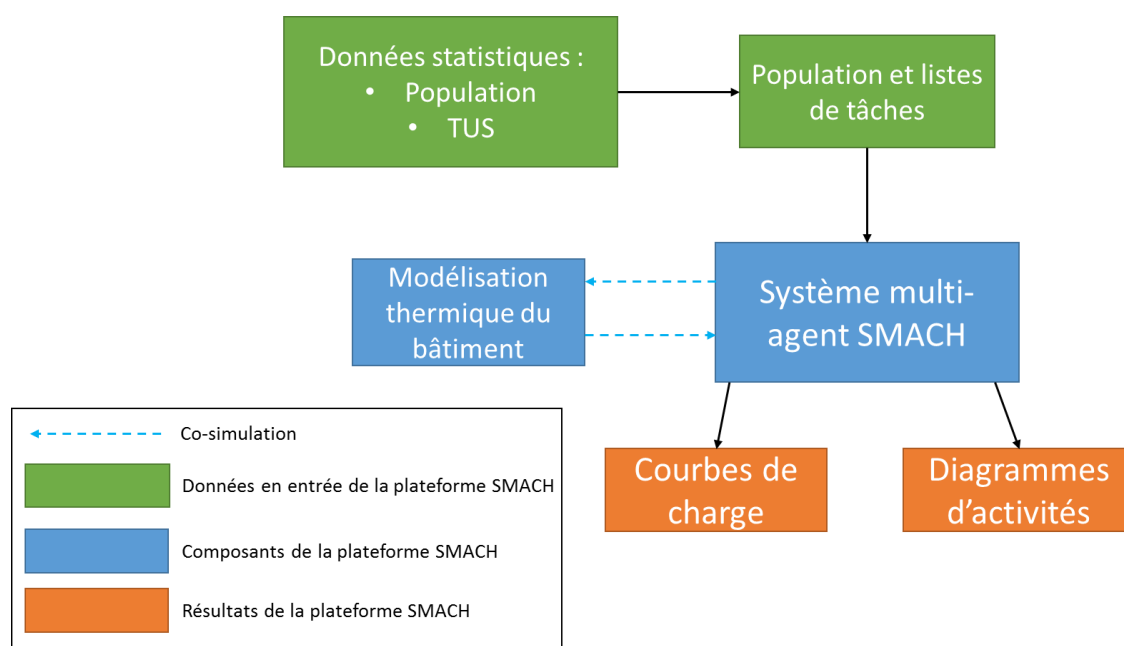 Données statistiques :
• Population
• TUS
Population et listes
de tâches
Modélisation
thermique du
bâtiment
Système multi-
agent SMACH
Courbes de
charge
Diagrammes
d'activités
Co-simulation
Données en entrée de la plateforme SMACH
Composants de la plateforme SMACH
Résultats de la plateforme SMACH